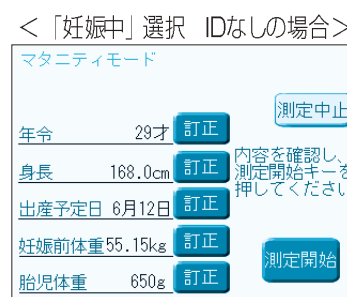 ＜「妊娠中」選択　IDなしの場合＞
マタニティモード
測定中止
年令 29才 訂正
身長 168.0cm 訂正
内容を確認し、
測定開始キーを
押してください
出産予定日 6月12日 訂正
妊娠前体重 55.15kg 訂正
測定開始
胎児体重 650g 訂正